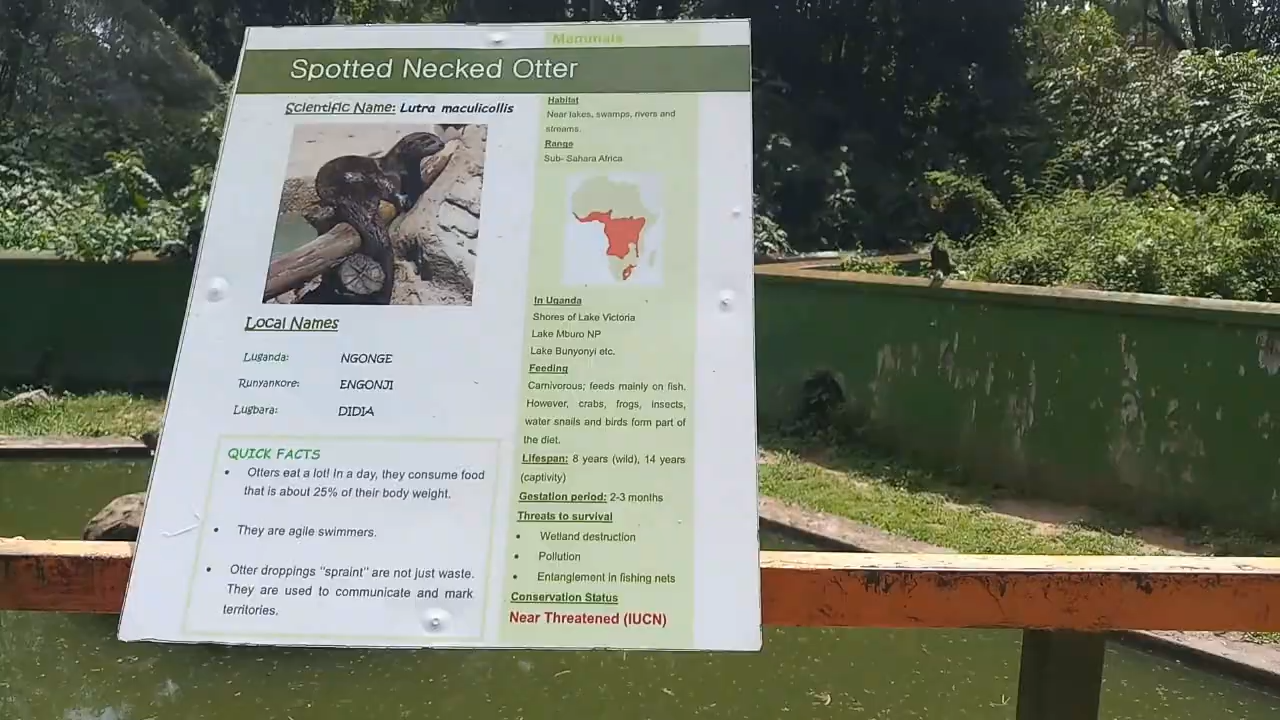 Mammals
Spotted Necked Otter
Scientific Name: Lutra maculicollis
Local Names
Luganda: NGONGE
Runyankore: ENGONJI
Lugbara: DIDIA
QUICK FACTS
• Otters eat a lot! In a day, they consume food
that is about 25% of their body weight.
• They are agile swimmers.
• Otter droppings "spraint" are not just waste.
They are used to communicate and mark
territories.
Habitat
Near lakes, swamps, rivers and
streams.
Range
Sub- Sahara Africa
In Uganda
Shores of Lake Victoria
Lake Mburo NP
Lake Bunyonyi etc.
Feeding
Carnivorous; feeds mainly on fish.
However, crabs, frogs, insects,
water snails and birds form part of
the diet.
Lifespan: 8 years (wild), 14 years
(captivity)
Gestation period: 2-3 months
Threats to survival
• Wetland destruction
• Pollution
• Entanglement in fishing nets
Conservation Status
Near Threatened (IUCN)